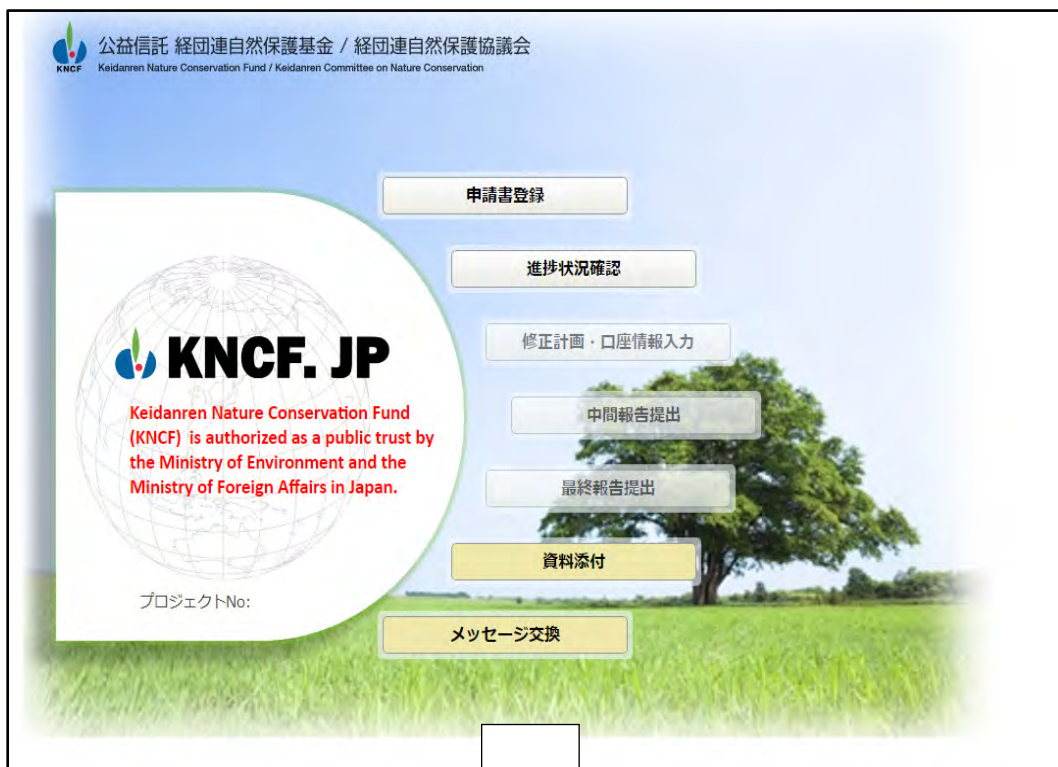 公益信託 経団連自然保護基金 / 経団連自然保護協議会
KNCF
Keidanren Nature Conservation Fund / Keidanren Committee on Nature Conservation
申請書登録
進捗状況確認
修正計画・口座情報入力
中間報告提出
最終報告提出
資料添付
メッセージ交換
KNCF. JP
Keidanren Nature Conservation Fund
(KNCF) is authorized as a public trust by
the Ministry of Environment and the
Ministry of Foreign Affairs in Japan.
プロジェクトNo: